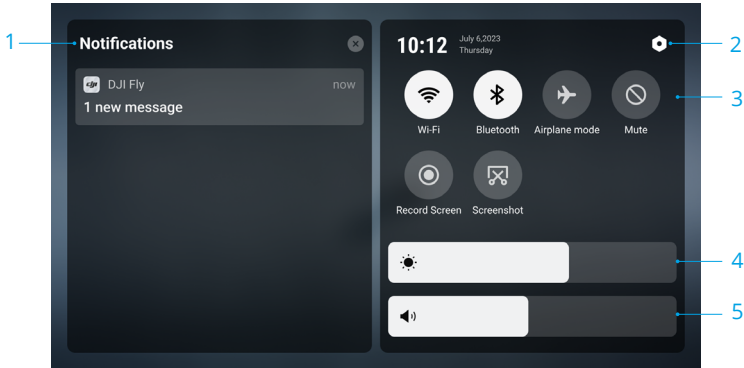 1
Notifications
dji DJI Fly now
1 new message
10:12
July 6,2023
Thursday
2
3
Wi-Fi Bluetooth Airplane mode Mute
Record Screen Screenshot
4
5